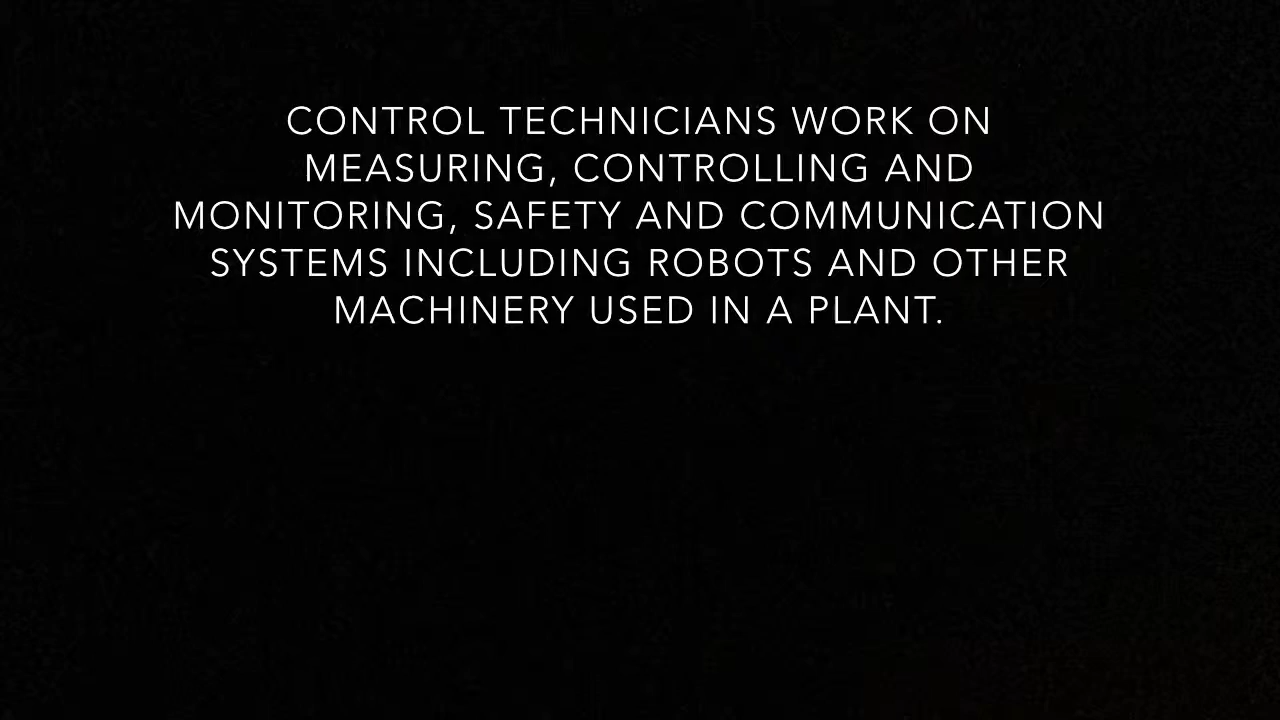 CONTROL TECHNICIANS WORK ON
MEASURING, CONTROLLING AND
MONITORING, SAFETY AND COMMUNICATION
SYSTEMS INCLUDING ROBOTS AND OTHER
MACHINERY USED IN A PLANT.